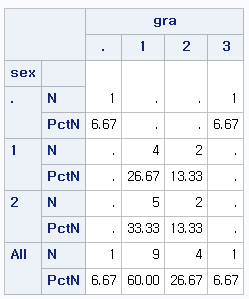 gra
. 1 2 3
sex
. N 1 . . 1
PctN 6.67 . . 6.67
1 N . 4 2 .
PctN . 26.67 13.33 .
2 N . 5 2 .
PctN . 33.33 13.33 .
All N 1 9 4 1
PctN 6.67 60.00 26.67 6.67